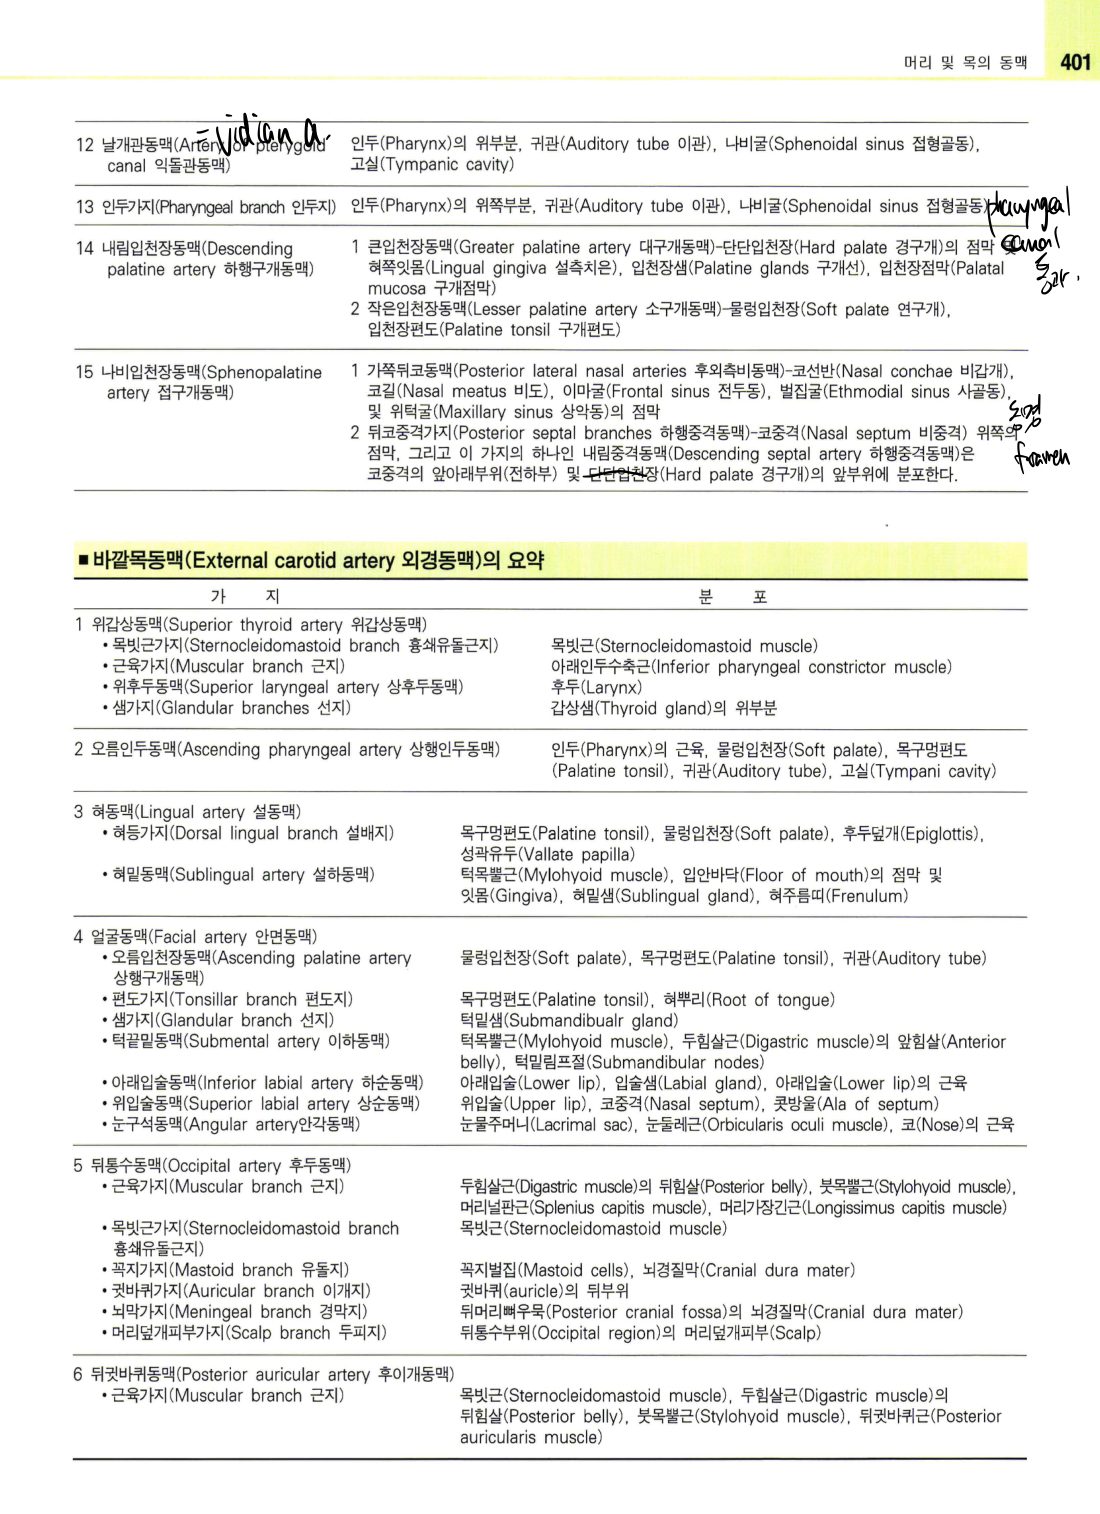 머리 및 목의 동맥 401
= vidian a.
12 날개관동맥(Artery of pterygoid
canal 익돌관동맥)
인두(Pharynx)의 위부분, 귀관(Auditory tube 이관), 나비굴(Sphenoidal sinus 접형골동),
고실(Tympanic cavity)
13 인두가지(Pharyngeal branch 인두지)
인두(Pharynx)의 위쪽부분, 귀관(Auditory tube 이관), 나비굴(Sphenoidal sinus 접형골동)
pharyngeal
canal
통과.
14 내림입천장동맥(Descending
palatine artery 하행구개동맥)
1 큰입천장동맥(Greater palatine artery 대구개동맥)-단단입천장(Hard palate 경구개)의 점막 및
혀쪽잇몸(Lingual gingiva 설측치은), 입천장샘(Palatine glands 구개선), 입천장점막(Palatal
mucosa 구개점막)
2 작은입천장동맥(Lesser palatine artery 소구개동맥)-물렁입천장(Soft palate 연구개),
입천장편도(Palatine tonsil 구개편도)
15 나비입천장동맥(Sphenopalatine
artery 접구개동맥)
1 가쪽뒤코동맥(Posterior lateral nasal arteries 후외측비동맥)-코선반(Nasal conchae 비갑개),
코길(Nasal meatus 비도), 이마굴(Frontal sinus 전두동), 벌집굴(Ethmodial sinus 사골동),
및 위턱굴(Maxillary sinus 상악동)의 점막
2 뒤코중격가지(Posterior septal branches 하행중격동맥)-코중격(Nasal septum 비중격) 위쪽의
점막, 그리고 이 가지의 하나인 내림중격동맥(Descending septal artery 하행중격동맥)은
코중격의 앞아래부위(전하부) 및 단단입천장(Hard palate 경구개)의 앞부위에 분포한다.
foramen
■ 바깥목동맥(External carotid artery 외경동맥)의 요약
가 지 분 포
1 위갑상동맥(Superior thyroid artery 위갑상동맥)
• 목빗근가지(Sternocleidomastoid branch 흉쇄유돌근지) 목빗근(Sternocleidomastoid muscle)
• 근육가지(Muscular branch 근지) 아래인두수축근(Inferior pharyngeal constrictor muscle)
• 위후두동맥(Superior laryngeal artery 상후두동맥) 후두(Larynx)
• 샘가지(Glandular branches 선지) 갑상샘(Thyroid gland)의 위부분
2 오름인두동맥(Ascending pharyngeal artery 상행인두동맥) 인두(Pharynx)의 근육, 물렁입천장(Soft palate), 목구멍편도
(Palatine tonsil), 귀관(Auditory tube), 고실(Tympani cavity)
3 혀동맥(Lingual artery 설동맥)
• 혀등가지(Dorsal lingual branch 설배지) 목구멍편도(Palatine tonsil), 물렁입천장(Soft palate), 후두덮개(Epiglottis),
성곽유두(Vallate papilla)
• 혀밑동맥(Sublingual artery 설하동맥) 턱목뿔근(Mylohyoid muscle), 입안바닥(Floor of mouth)의 점막 및
잇몸(Gingiva), 혀밑샘(Sublingual gland), 혀주름띠(Frenulum)
4 얼굴동맥(Facial artery 안면동맥)
• 오름입천장동맥(Ascending palatine artery 물렁입천장(Soft palate), 목구멍편도(Palatine tonsil), 귀관(Auditory tube)
상행구개동맥)
• 편도가지(Tonsillar branch 편도지) 목구멍편도(Palatine tonsil), 혀뿌리(Root of tongue)
• 샘가지(Glandular branch 선지) 턱밑샘(Submandibualr gland)
• 턱끝밑동맥(Submental artery 이하동맥) 턱목뿔근(Mylohyoid muscle), 두힘살근(Digastric muscle)의 앞힘살(Anterior
belly), 턱밑림프절(Submandibular nodes)
• 아래입술동맥(Inferior labial artery 하순동맥) 아래입술(Lower lip), 입술샘(Labial gland), 아래입술(Lower lip)의 근육
• 위입술동맥(Superior labial artery 상순동맥) 위입술(Upper lip), 코중격(Nasal septum), 콧방울(Ala of septum)
• 눈구석동맥(Angular artery안각동맥) 눈물주머니(Lacrimal sac), 눈둘레근(Orbicularis oculi muscle), 코(Nose)의 근육
5 뒤통수동맥(Occipital artery 후두동맥)
• 근육가지(Muscular branch 근지) 두힘살근(Digastric muscle)의 뒤힘살(Posterior belly), 붓목뿔근(Stylohyoid muscle),
머리널판근(Splenius capitis muscle), 머리가장긴근(Longissimus capitis muscle)
• 목빗근가지(Sternocleidomastoid branch 목빗근(Sternocleidomastoid muscle)
흉쇄유돌근지)
• 꼭지가지(Mastoid branch 유돌지) 꼭지벌집(Mastoid cells), 뇌경질막(Cranial dura mater)
• 귓바퀴가지(Auricular branch 이개지) 귓바퀴(auricle)의 뒤부위
• 뇌막가지(Meningeal branch 경막지) 뒤머리뼈우묵(Posterior cranial fossa)의 뇌경질막(Cranial dura mater)
• 머리덮개피부가지(Scalp branch 두피지) 뒤통수부위(Occipital region)의 머리덮개피부(Scalp)
6 뒤귓바퀴동맥(Posterior auricular artery 후이개동맥)
• 근육가지(Muscular branch 근지) 목빗근(Sternocleidomastoid muscle), 두힘살근(Digastric muscle)의
뒤힘살(Posterior belly), 붓목뿔근(Stylohyoid muscle), 뒤귓바퀴근(Posterior
auricularis muscle)